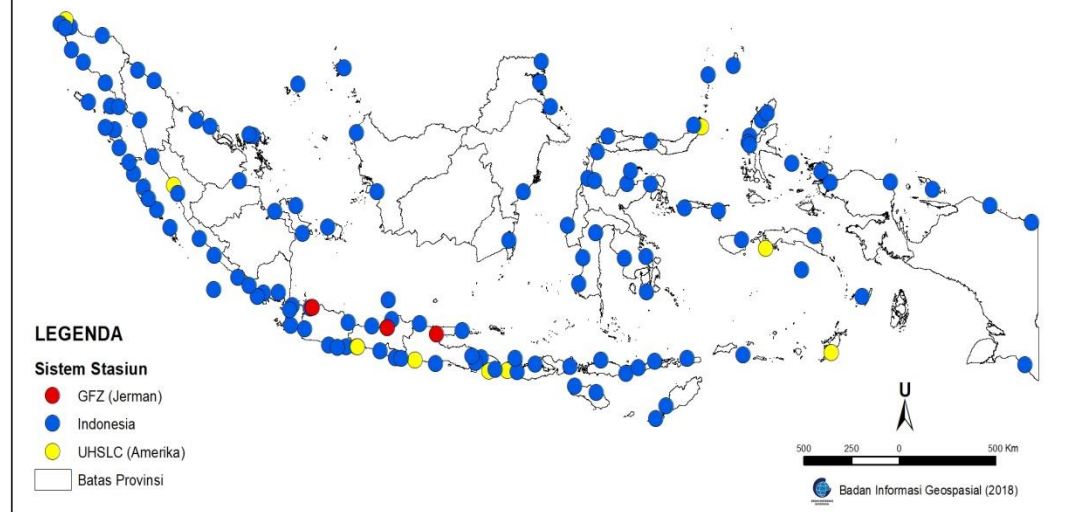 LEGENDA
Sistem Stasiun
GFZ (Jerman)
Indonesia
UHSLC (Amerika)
Batas Provinsi
U
500 250 0 500 Km
Badan Informasi Geospasial (2018)